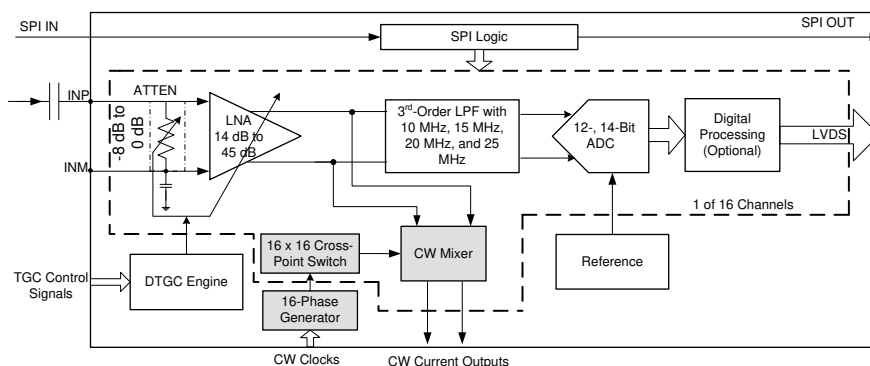 SPI IN
SPI Logic
SPI OUT
INP
ATTEN
-8 dB to
0 dB
INM
LNA
14 dB to
45 dB
3rd-Order LPF with
10 MHz, 15 MHz,
20 MHz, and 25
MHz
12-, 14-Bit
ADC
Digital
Processing
(Optional)
LVDS
1 of 16 Channels
16 x 16 Cross-
Point Switch
CW Mixer
Reference
TGC Control
Signals
DTGC Engine
16-Phase
Generator
CW Clocks
CW Current Outputs